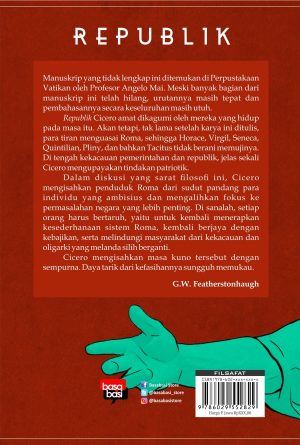 REPUBLIK
Manuskrip yang tidak lengkap ini ditemukan di Perpustakaan
Vatikan oleh Profesor Angelo Mai. Meski banyak bagian dari
manuskrip ini telah hilang, urutannya masih tepat dan
pembahasannya secara keseluruhan masih utuh.
Republik Cicero amat dikagumi oleh mereka yang hidup
pada masa itu. Akan tetapi, tak lama setelah karya ini ditulis,
para tiran menguasai Roma, sehingga Horace, Virgil, Seneca,
Quintilian, Pliny, dan bahkan Tacitus tidak berani memujinya.
Di tengah kekacauan pemerintahan dan republik, jelas sekali
Cicero mengupayakan tindakan patriotik.
Dalam diskusi yang sarat filosofi ini, Cicero
mengisahkan penduduk Roma dari sudut pandang para
individu yang ambisius dan mengalihkan fokus ke
permasalahan negara yang lebih penting. Di sanalah, setiap
orang harus bertaruh, yaitu untuk kembali menerapkan
kesederhanaan sistem Roma, kembali berjaya dengan
kebajikan, serta melindungi masyarakat dari kekacauan dan
oligarki yang melanda silih berganti.
Cicero mengisahkan masa kuno tersebut dengan
sempurna. Daya tarik dari kefasihannya sungguh memukau.
G.W. Featherstonhaugh
basa
basi
Basabasi Store
@basabasi_store
@basabasistore
FILSAFAT
9 786029 552829